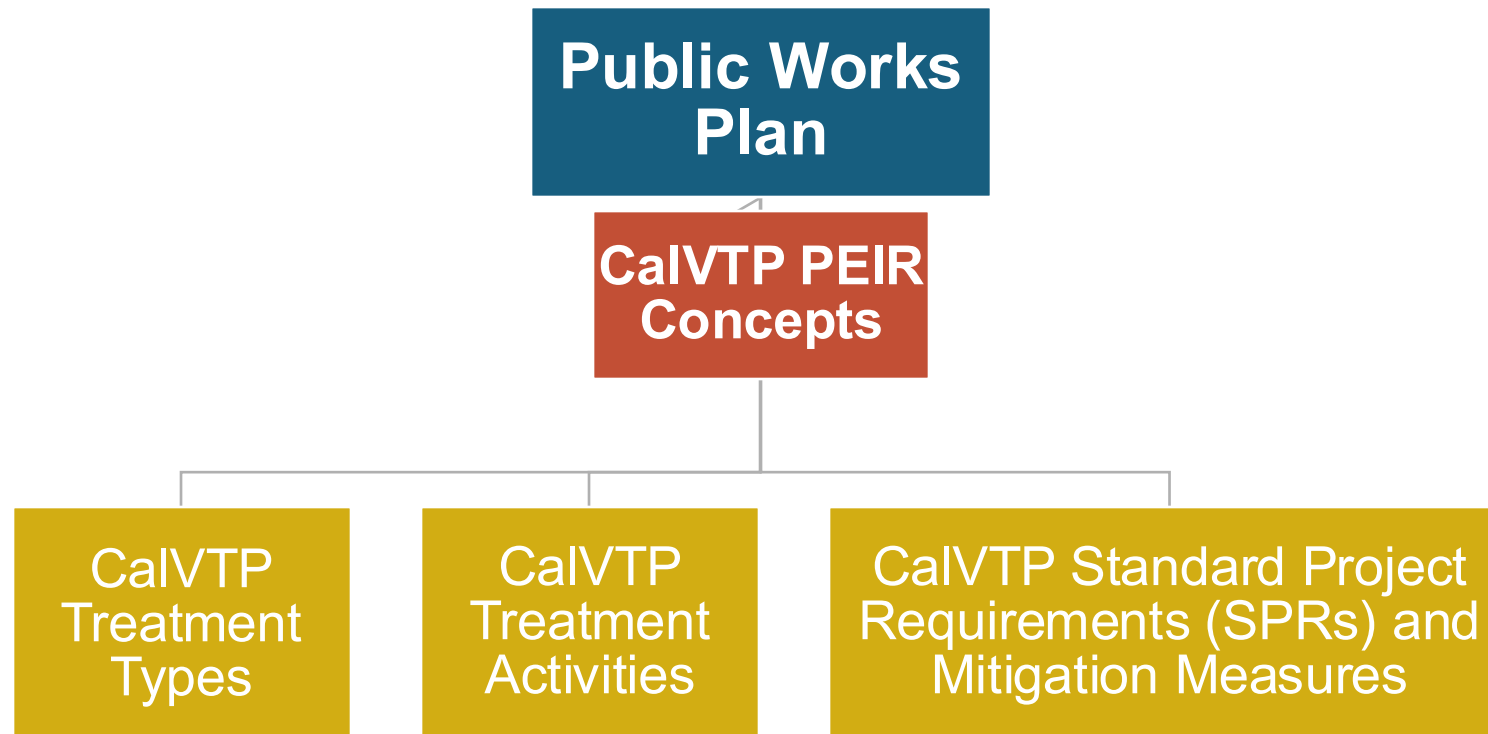 Public Works
Plan
CalVTP PEIR
Concepts
CalVTP
Treatment
Types
CalVTP
Treatment
Activities
CalVTP Standard Project
Requirements (SPRs) and
Mitigation Measures